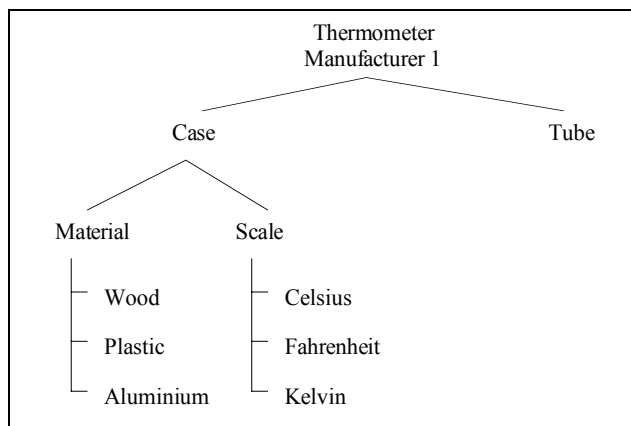 Thermometer
Manufacturer 1
Case
Tube
Material
Scale
Wood
Celsius
Plastic
Fahrenheit
Aluminium
Kelvin